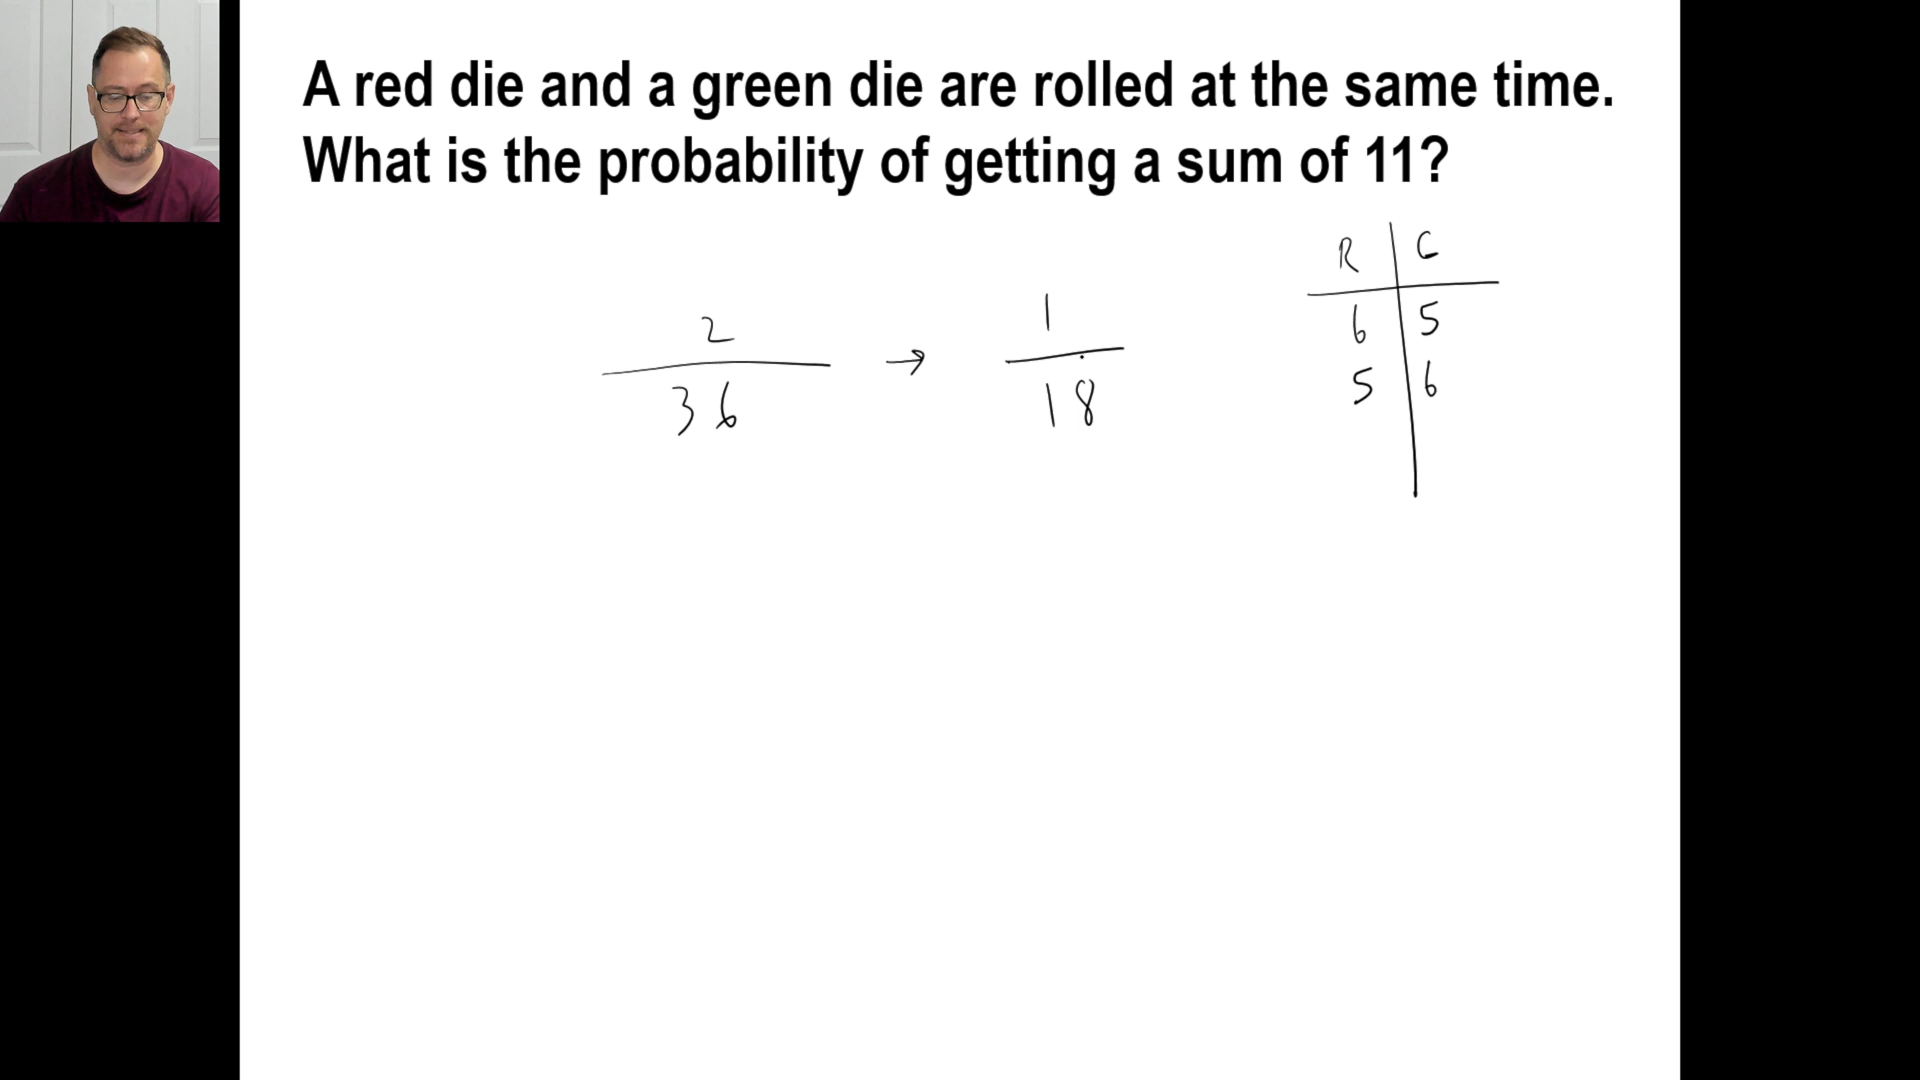 A red die and a green die are rolled at the same time.
What is the probability of getting a sum of 11?
R G
2 → 1
36 18
6 5
5 6